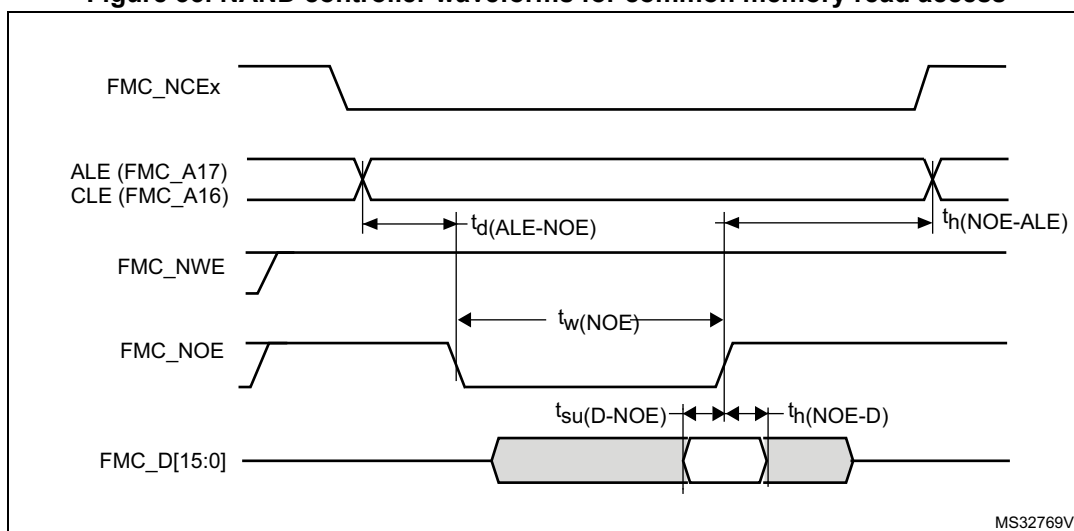 FMC_NCEx
ALE (FMC_A17)
CLE (FMC_A16)
td(ALE-NOE)
th(NOE-ALE)
FMC_NWE
tw(NOE)
FMC_NOE
tsu(D-NOE)
th(NOE-D)
FMC_D[15:0]